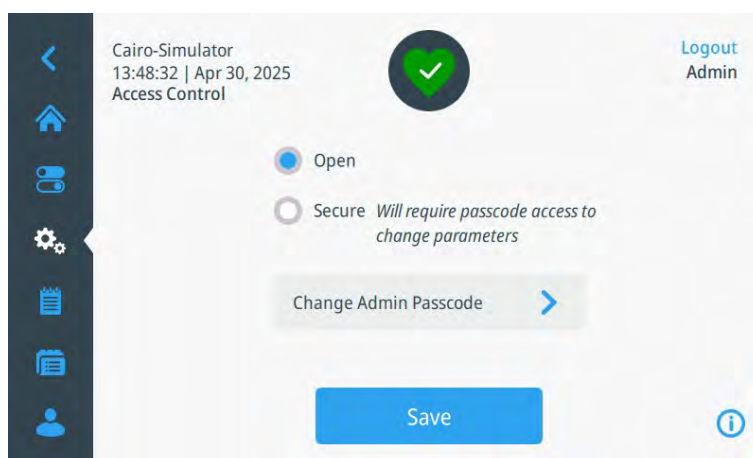 Cairo-Simulator
13:48:32 | Apr 30, 2025
Access Control
Logout
Admin
Open
Secure Will require passcode access to
change parameters
Change Admin Passcode
Save